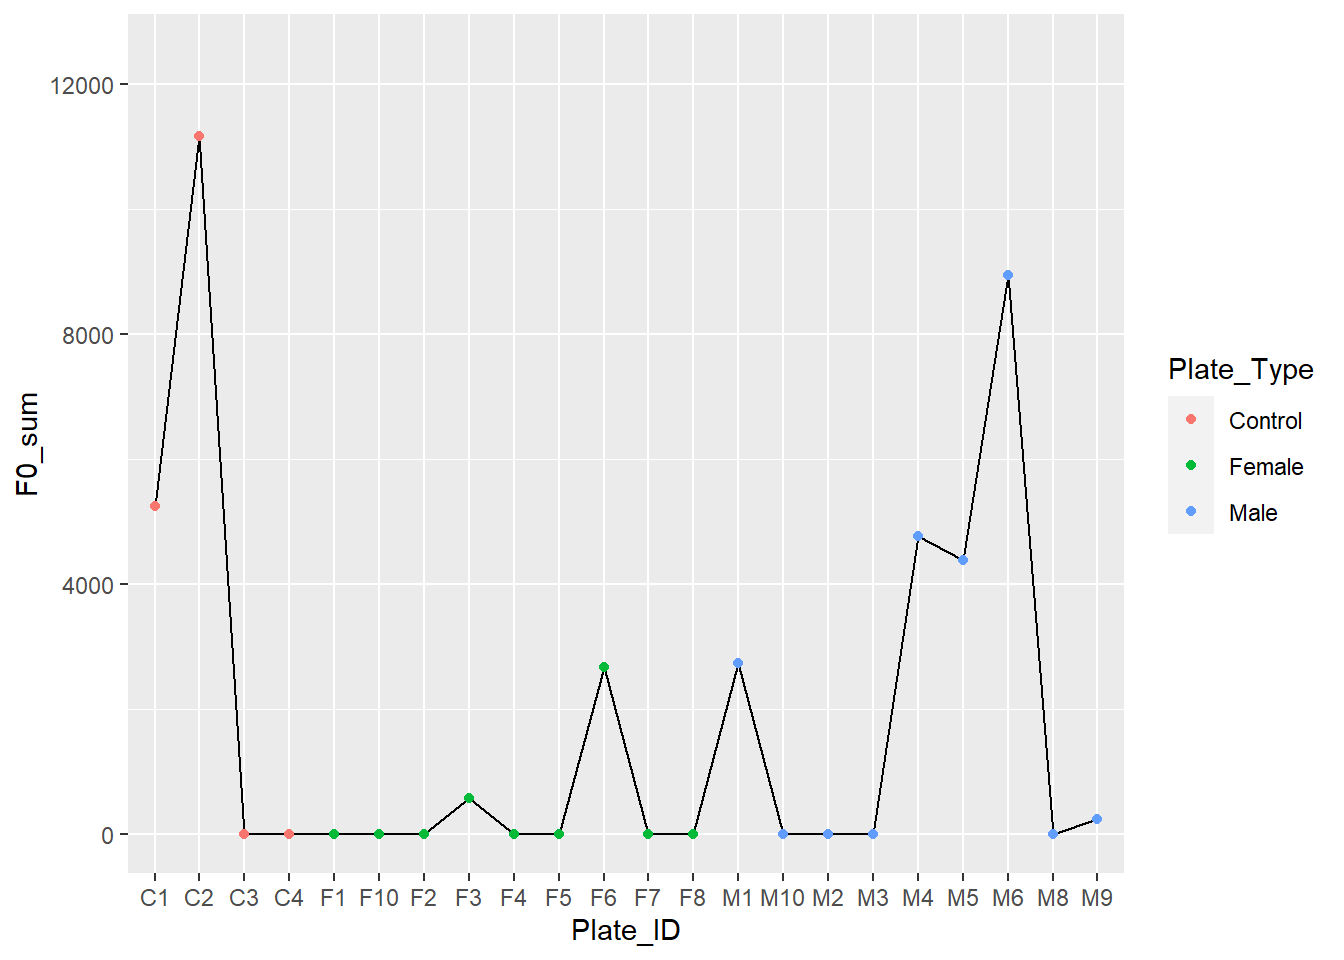 12000
8000
4000
0
F0_sum
C1 C2 C3 C4 F1 F10 F2 F3 F4 F5 F6 F7 F8 M1 M10 M2 M3 M4 M5 M6 M8 M9
Plate_ID
Plate_Type
Control
Female
Male